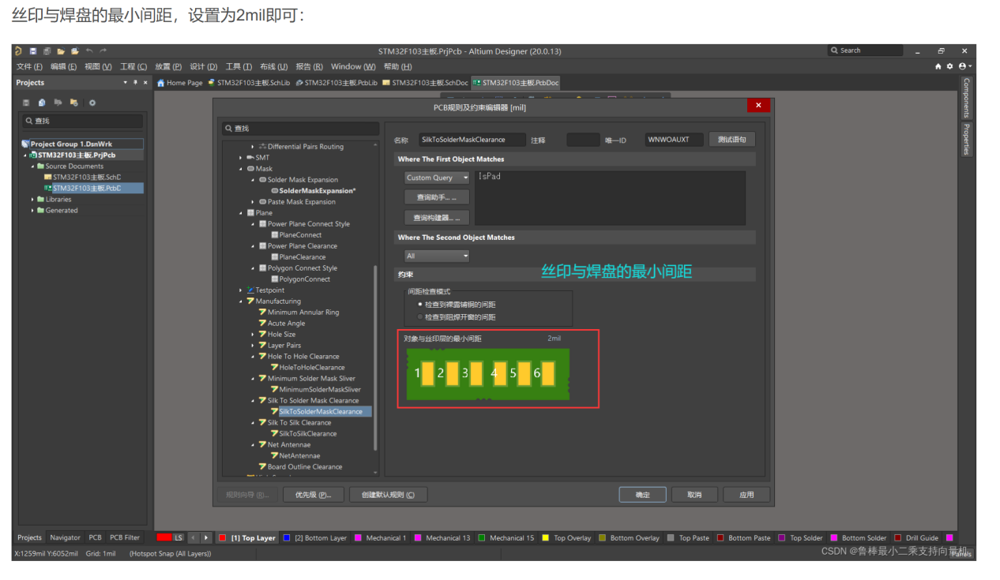 丝印与焊盘的最小间距，设置为2mil即可：
STM32F103主板.PrjPcb - Altium Designer (20.0.13)
Search
文件 (F) 编辑 (E) 视图 (V) 工程 (C) 放置 (P) 设计 (D) 工具 (T) 布线 (U) 报告 (R) Window (W) 帮助 (H)
Projects
Home Page STM32F103主板.SchLib STM32F103主板.PcbLib STM32F103主板.SchDoc STM32F103主板.PcbDoc
Components
Properties
查找
Project Group 1.DsnWrk
STM32F103主板.PrjPcb
Source Documents
STM32F103主板.SchD
STM32F103主板.PcbD
Libraries
Generated
PCB规则及约束编辑器 [mil]
查找
Differential Pairs Routing
SMT
Mask
Solder Mask Expansion
SolderMaskExpansion*
Paste Mask Expansion
Plane
Power Plane Connect Style
PlaneConnect
Power Plane Clearance
PlaneClearance
Polygon Connect Style
PolygonConnect
Testpoint
Manufacturing
Minimum Annular Ring
Acute Angle
Hole Size
Layer Pairs
Hole To Hole Clearance
HoleToHoleClearance
Minimum Solder Mask Sliver
MinimumSolderMaskSliver
Silk To Solder Mask Clearance
SilkToSolderMaskClearance
Silk To Silk Clearance
SilkToSilkClearance
Net Antennae
NetAntennae
Board Outline Clearance
名称 SilkToSolderMaskClearance 注释 唯一ID WNWOAUXT 测试语句
Where The First Object Matches
Custom Query IsPad
查询助手... ...
查询构建器... ...
Where The Second Object Matches
All
丝印与焊盘的最小间距
约束
间距检查模式
检查到裸露铺铜的间距
检查到阻焊开窗的间距
对象与丝印层的最小间距 2mil
1 2 3 4 5 6
规则向导 (R)... 优先级 (P)... 创建默认规则 (C) 确定 取消 应用
Projects Navigator PCB PCB Filter LS [1] Top Layer [2] Bottom Layer Mechanical 1 Mechanical 13 Mechanical 15 Top Overlay Bottom Overlay Top Paste Bottom Paste Top Solder Bottom Solder Drill Guide
X:1259mil Y:6052mil Grid: 1mil (Hotspot Snap (All Layers))
CSDN @鲁棒最小二乘支持向量机
Panels